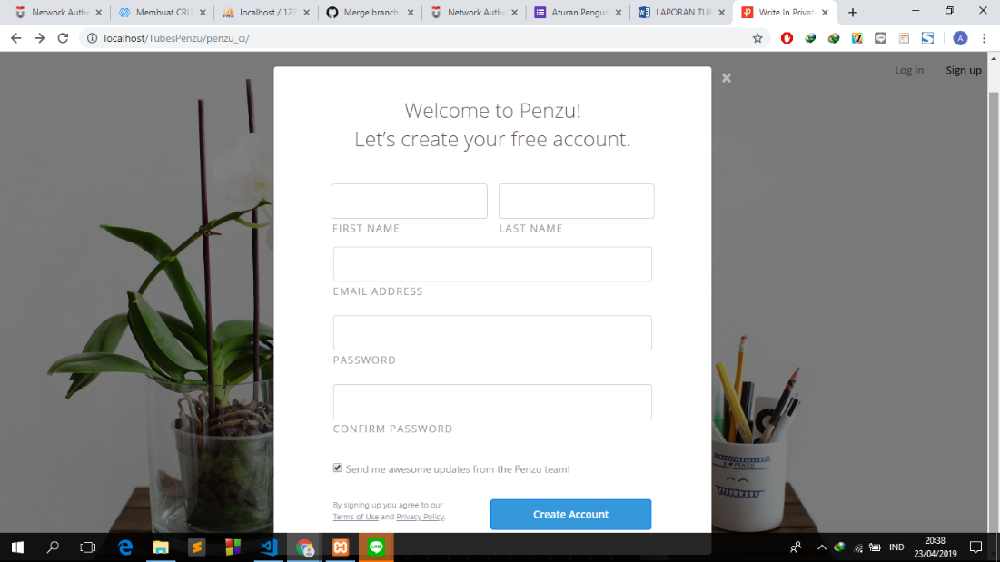 Network Authe
Membuat CRU
localhost / 127
Merge branch
Network Authe
Aturan Pengun
LAPORAN TUB
Write In Privat
localhost/TubesPenzu/penzu_ci/
A
Log in
Sign up
Welcome to Penzu!
Let’s create your free account.
FIRST NAME
LAST NAME
EMAIL ADDRESS
PASSWORD
CONFIRM PASSWORD
Send me awesome updates from the Penzu team!
By signing up you agree to our
Terms of Use and Privacy Policy.
Create Account
I ♥ PENZU
IND
20:38
23/04/2019